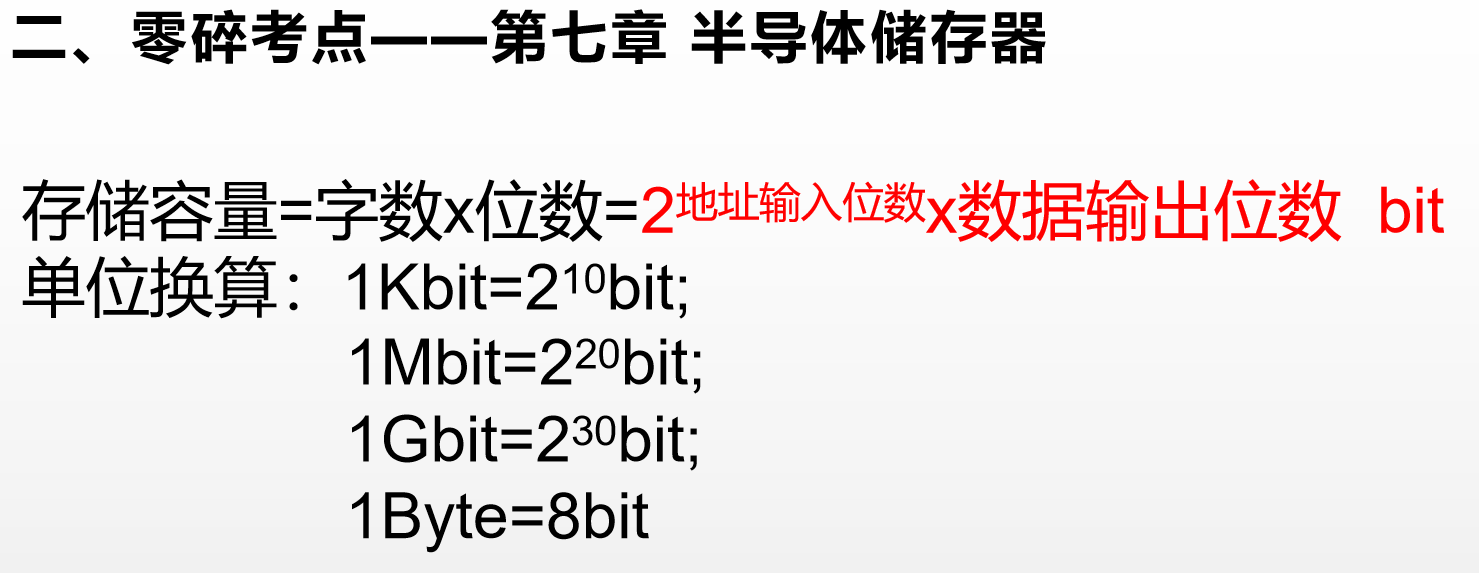 二、零碎考点——第七章 半导体储存器
存储容量=字数x位数=2地址输入位数x数据输出位数 bit
单位换算：1Kbit=2¹⁰bit;
1Mbit=2²⁰bit;
1Gbit=2³⁰bit;
1Byte=8bit